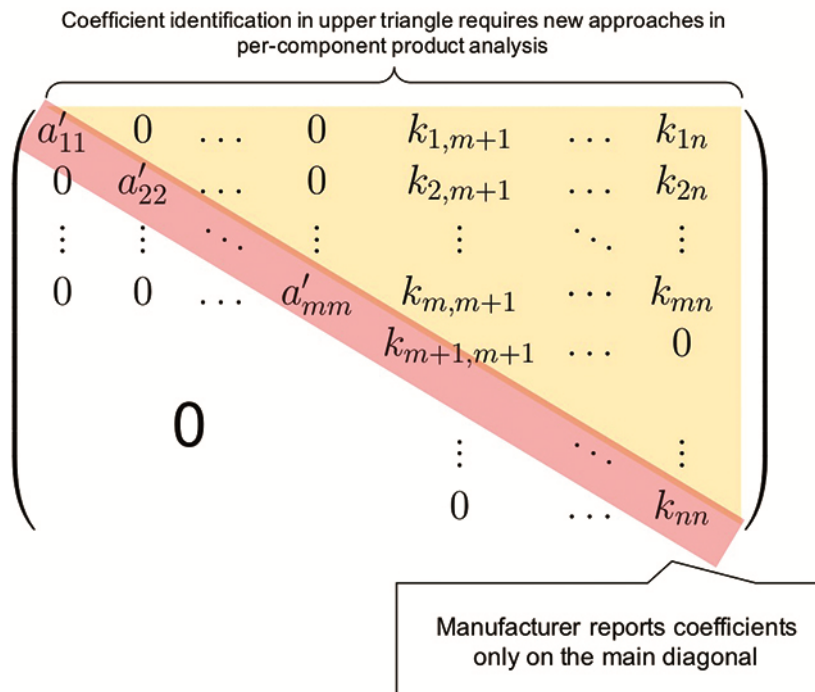 Coefficient identification in upper triangle requires new approaches in
per-component product analysis
a′₁₁ 0 … 0 k₁,ₘ₊₁ … k₁ₙ
0 a′₂₂ … 0 k₂,ₘ₊₁ … k₂ₙ
⋮ ⋮ ⋱ ⋮ ⋮ ⋱ ⋮
0 0 … a′ₘₘ kₘ,ₘ₊₁ … kₘₙ
kₘ₊₁,ₘ₊₁ … 0
0
⋮ ⋱ ⋮
0 … kₙₙ
Manufacturer reports coefficients
only on the main diagonal